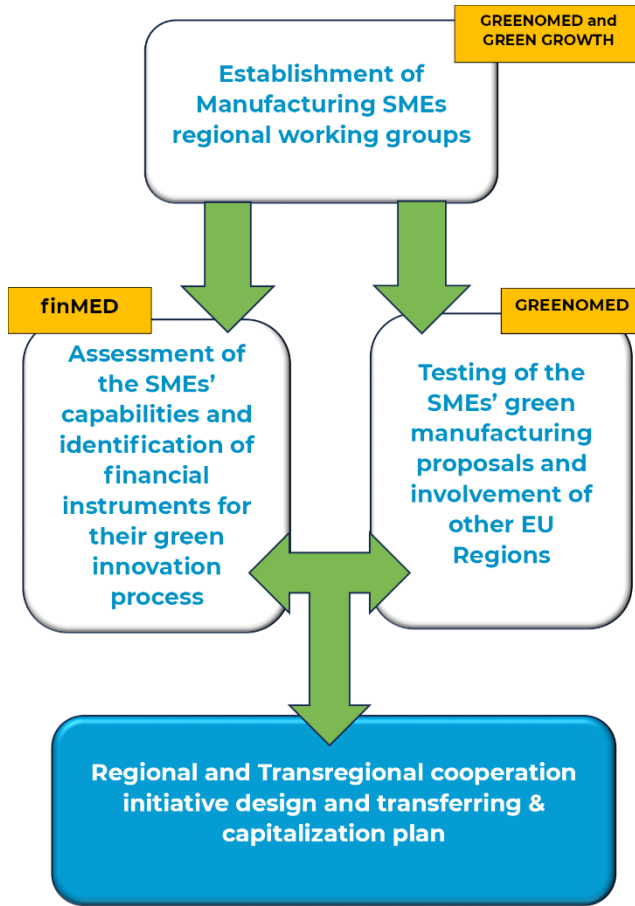 GREENOMED and
GREEN GROWTH
Establishment of
Manufacturing SMEs
regional working groups
finMED
Assessment of
the SMEs’
capabilities and
identification of
financial
instruments for
their green
innovation
process
GREENOMED
Testing of the
SMEs’ green
manufacturing
proposals and
involvement of
other EU
Regions
Regional and Transregional cooperation
initiative design and transferring &
capitalization plan